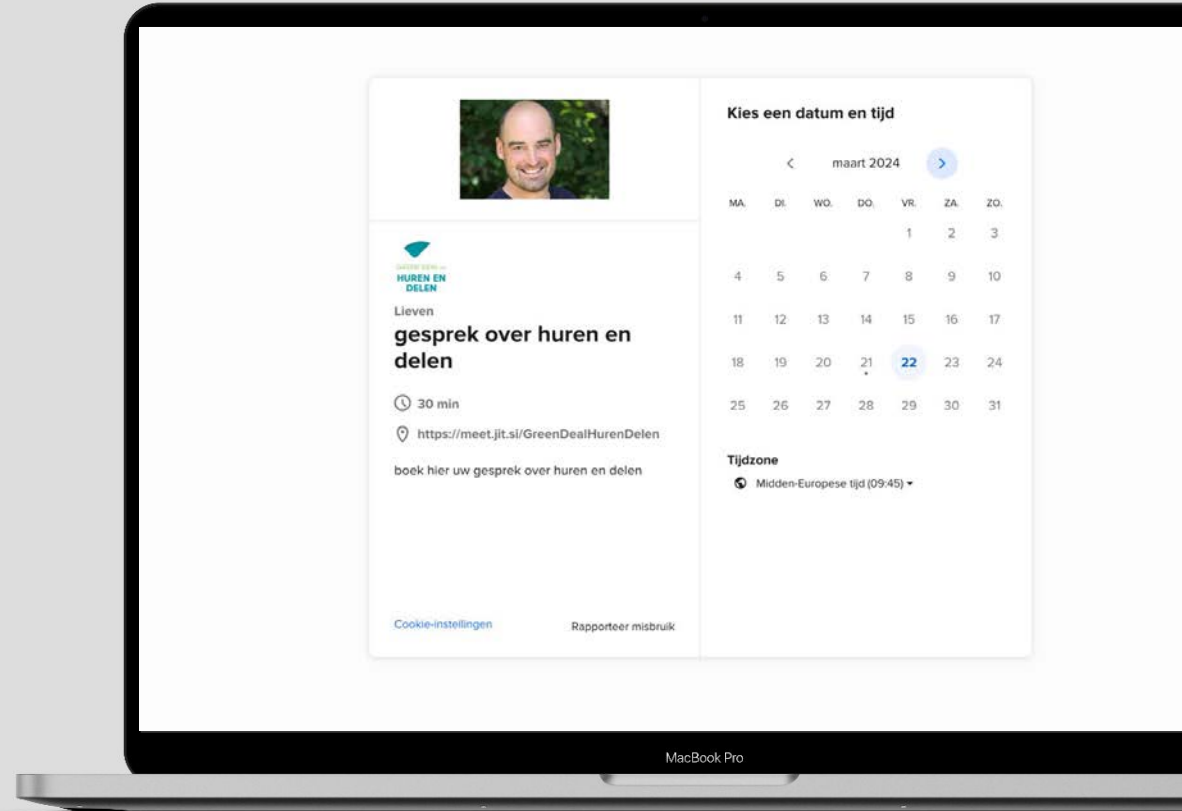 HUREN EN
DELEN
Lieven
gesprek over huren en
delen
30 min
https://meet.jit.si/GreenDealHurenDelen
boek hier uw gesprek over huren en delen
Cookie-instellingen
Rapporteer misbruik
Kies een datum en tijd
< maart 2024 >
MA. DI. WO. DO. VR. ZA. ZO.
1 2 3
4 5 6 7 8 9 10
11 12 13 14 15 16 17
18 19 20 21 22 23 24
25 26 27 28 29 30 31
Tijdzone
Midden-Europese tijd (09:45)
MacBook Pro